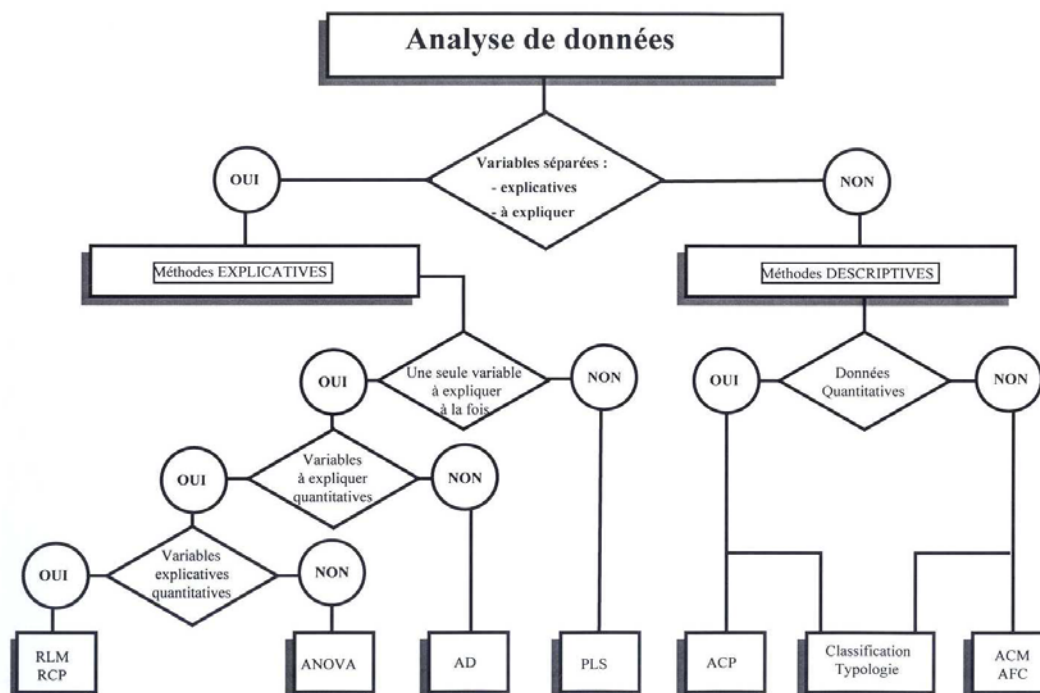 Analyse de données
Variables séparées :
- explicatives
- à expliquer
OUI
NON
Méthodes EXPLICATIVES
Méthodes DESCRIPTIVES
Une seule variable
à expliquer
à la fois
OUI
NON
Données
Quantitatives
OUI
NON
Variables
à expliquer
quantitatives
OUI
NON
Variables
explicatives
quantitatives
OUI
NON
RLM
RCP
ANOVA
AD
PLS
ACP
Classification
Typologie
ACM
AFC